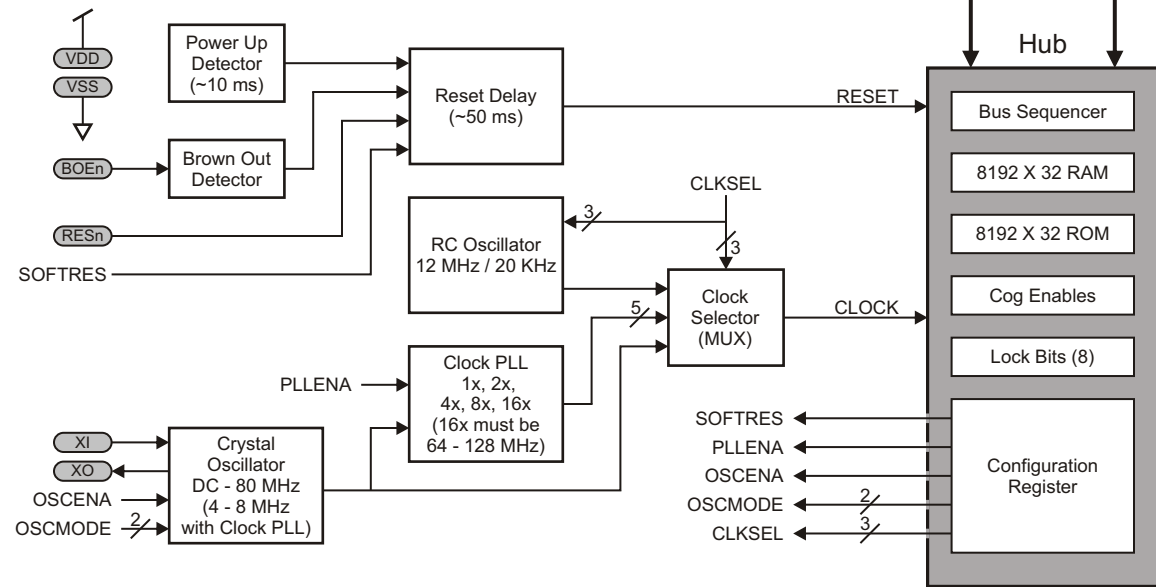 Hub
VDD
VSS
BOEn
RESn
SOFTRES
Power Up
Detector
(~10 ms)
Brown Out
Detector
Reset Delay
(~50 ms)
RESET
CLKSEL
3
3
RC Oscillator
12 MHz / 20 KHz
5
Clock
Selector
(MUX)
CLOCK
PLLENA
Clock PLL
1x, 2x,
4x, 8x, 16x
(16x must be
64 - 128 MHz)
XI
XO
OSCENA
OSCMODE
2
Crystal
Oscillator
DC - 80 MHz
(4 - 8 MHz
with Clock PLL)
Bus Sequencer
8192 X 32 RAM
8192 X 32 ROM
Cog Enables
Lock Bits (8)
SOFTRES
PLLENA
OSCENA
OSCMODE
2
CLKSEL
3
Configuration
Register